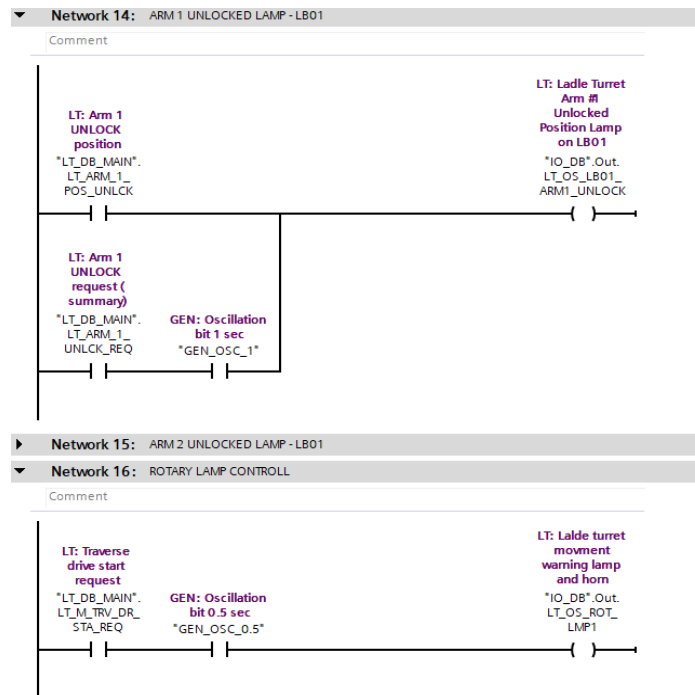 Network 14: ARM 1 UNLOCKED LAMP - LB01
Comment
LT: Arm 1
UNLOCK
position
"LT_DB_MAIN".
LT_ARM_1_
POS_UNLCK
LT: Ladle Turret
Arm #1
Unlocked
Position Lamp
on LB01
"IO_DB".Out.
LT_OS_LB01_
ARM1_UNLOCK
LT: Arm 1
UNLOCK
request (
summary)
"LT_DB_MAIN".
LT_ARM_1_
UNLCK_REQ
GEN: Oscillation
bit 1 sec
"GEN_OSC_1"
Network 15: ARM 2 UNLOCKED LAMP - LB01
Network 16: ROTARY LAMP CONTROLL
Comment
LT: Traverse
drive start
request
"LT_DB_MAIN".
LT_M_TRV_DR_
STA_REQ
GEN: Oscillation
bit 0.5 sec
"GEN_OSC_0.5"
LT: Lalde turret
movment
warning lamp
and horn
"IO_DB".Out.
LT_OS_ROT_
LMP1